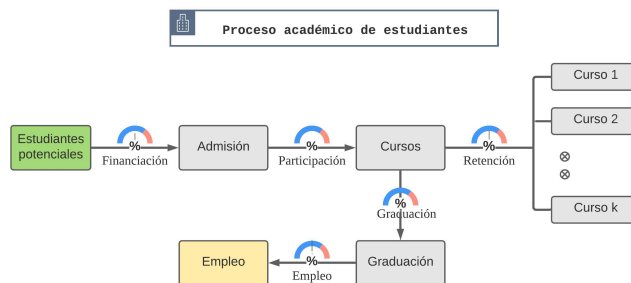 Proceso académico de estudiantes
Curso 1
Curso 2
Estudiantes
potenciales
%
Financiación
Admisión
%
Participación
Cursos
%
Retención
%
Graduación
Curso k
Empleo
%
Empleo
Graduación